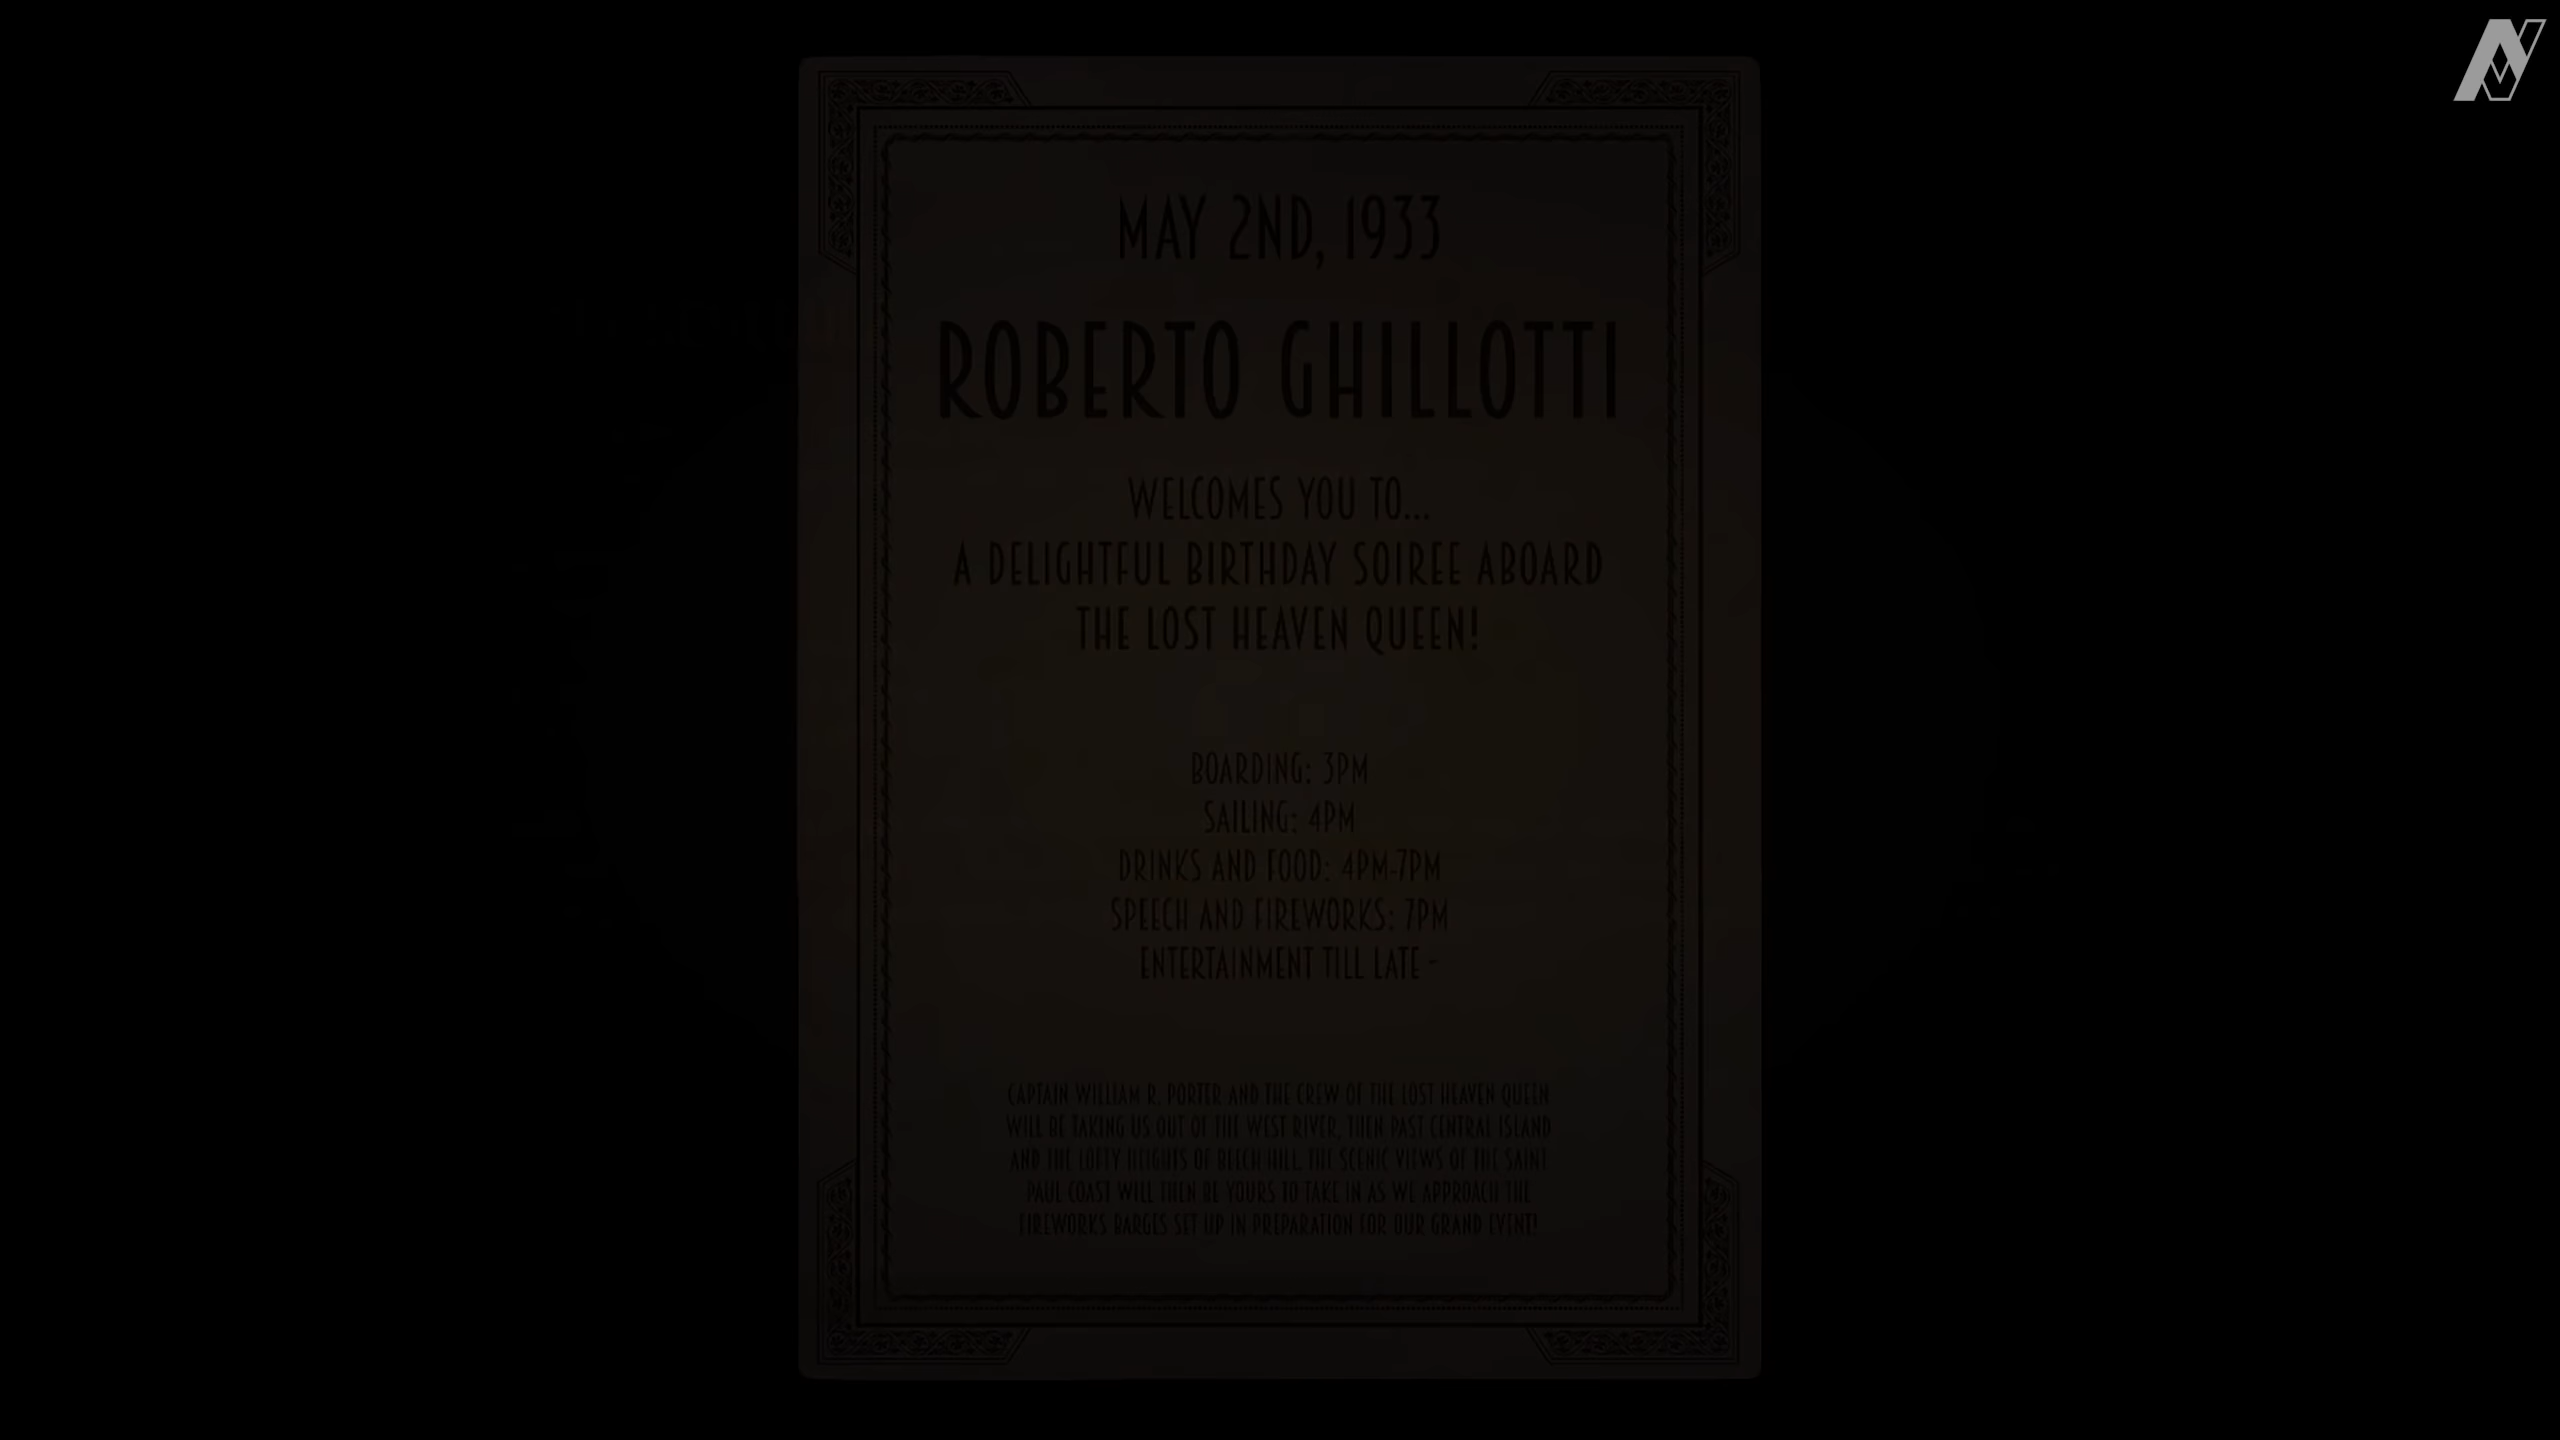 MAY 2ND, 1933
ROBERTO GHILLOTTI
WELCOMES YOU TO...
A DELIGHTFUL BIRTHDAY SOIREE ABOARD
THE LOST HEAVEN QUEEN!
BOARDING: 3PM
SAILING: 4PM
DRINKS AND FOOD: 4PM-7PM
SPEECH AND FIREWORKS: 7PM
ENTERTAINMENT TILL LATE -
CAPTAIN WILLIAM R. PORTER AND THE CREW OF THE LOST HEAVEN QUEEN
WILL BE TAKING US OUT OF THE WEST RIVER, THEN PAST CENTRAL ISLAND
AND THE LOFTY HEIGHTS OF BEECH HILL. THE SCENIC VIEWS OF THE SAINT
PAUL COAST WILL THEN BE YOURS TO TAKE IN AS WE APPROACH THE
FIREWORKS BARGES SET UP IN PREPARATION FOR OUR GRAND EVENT!